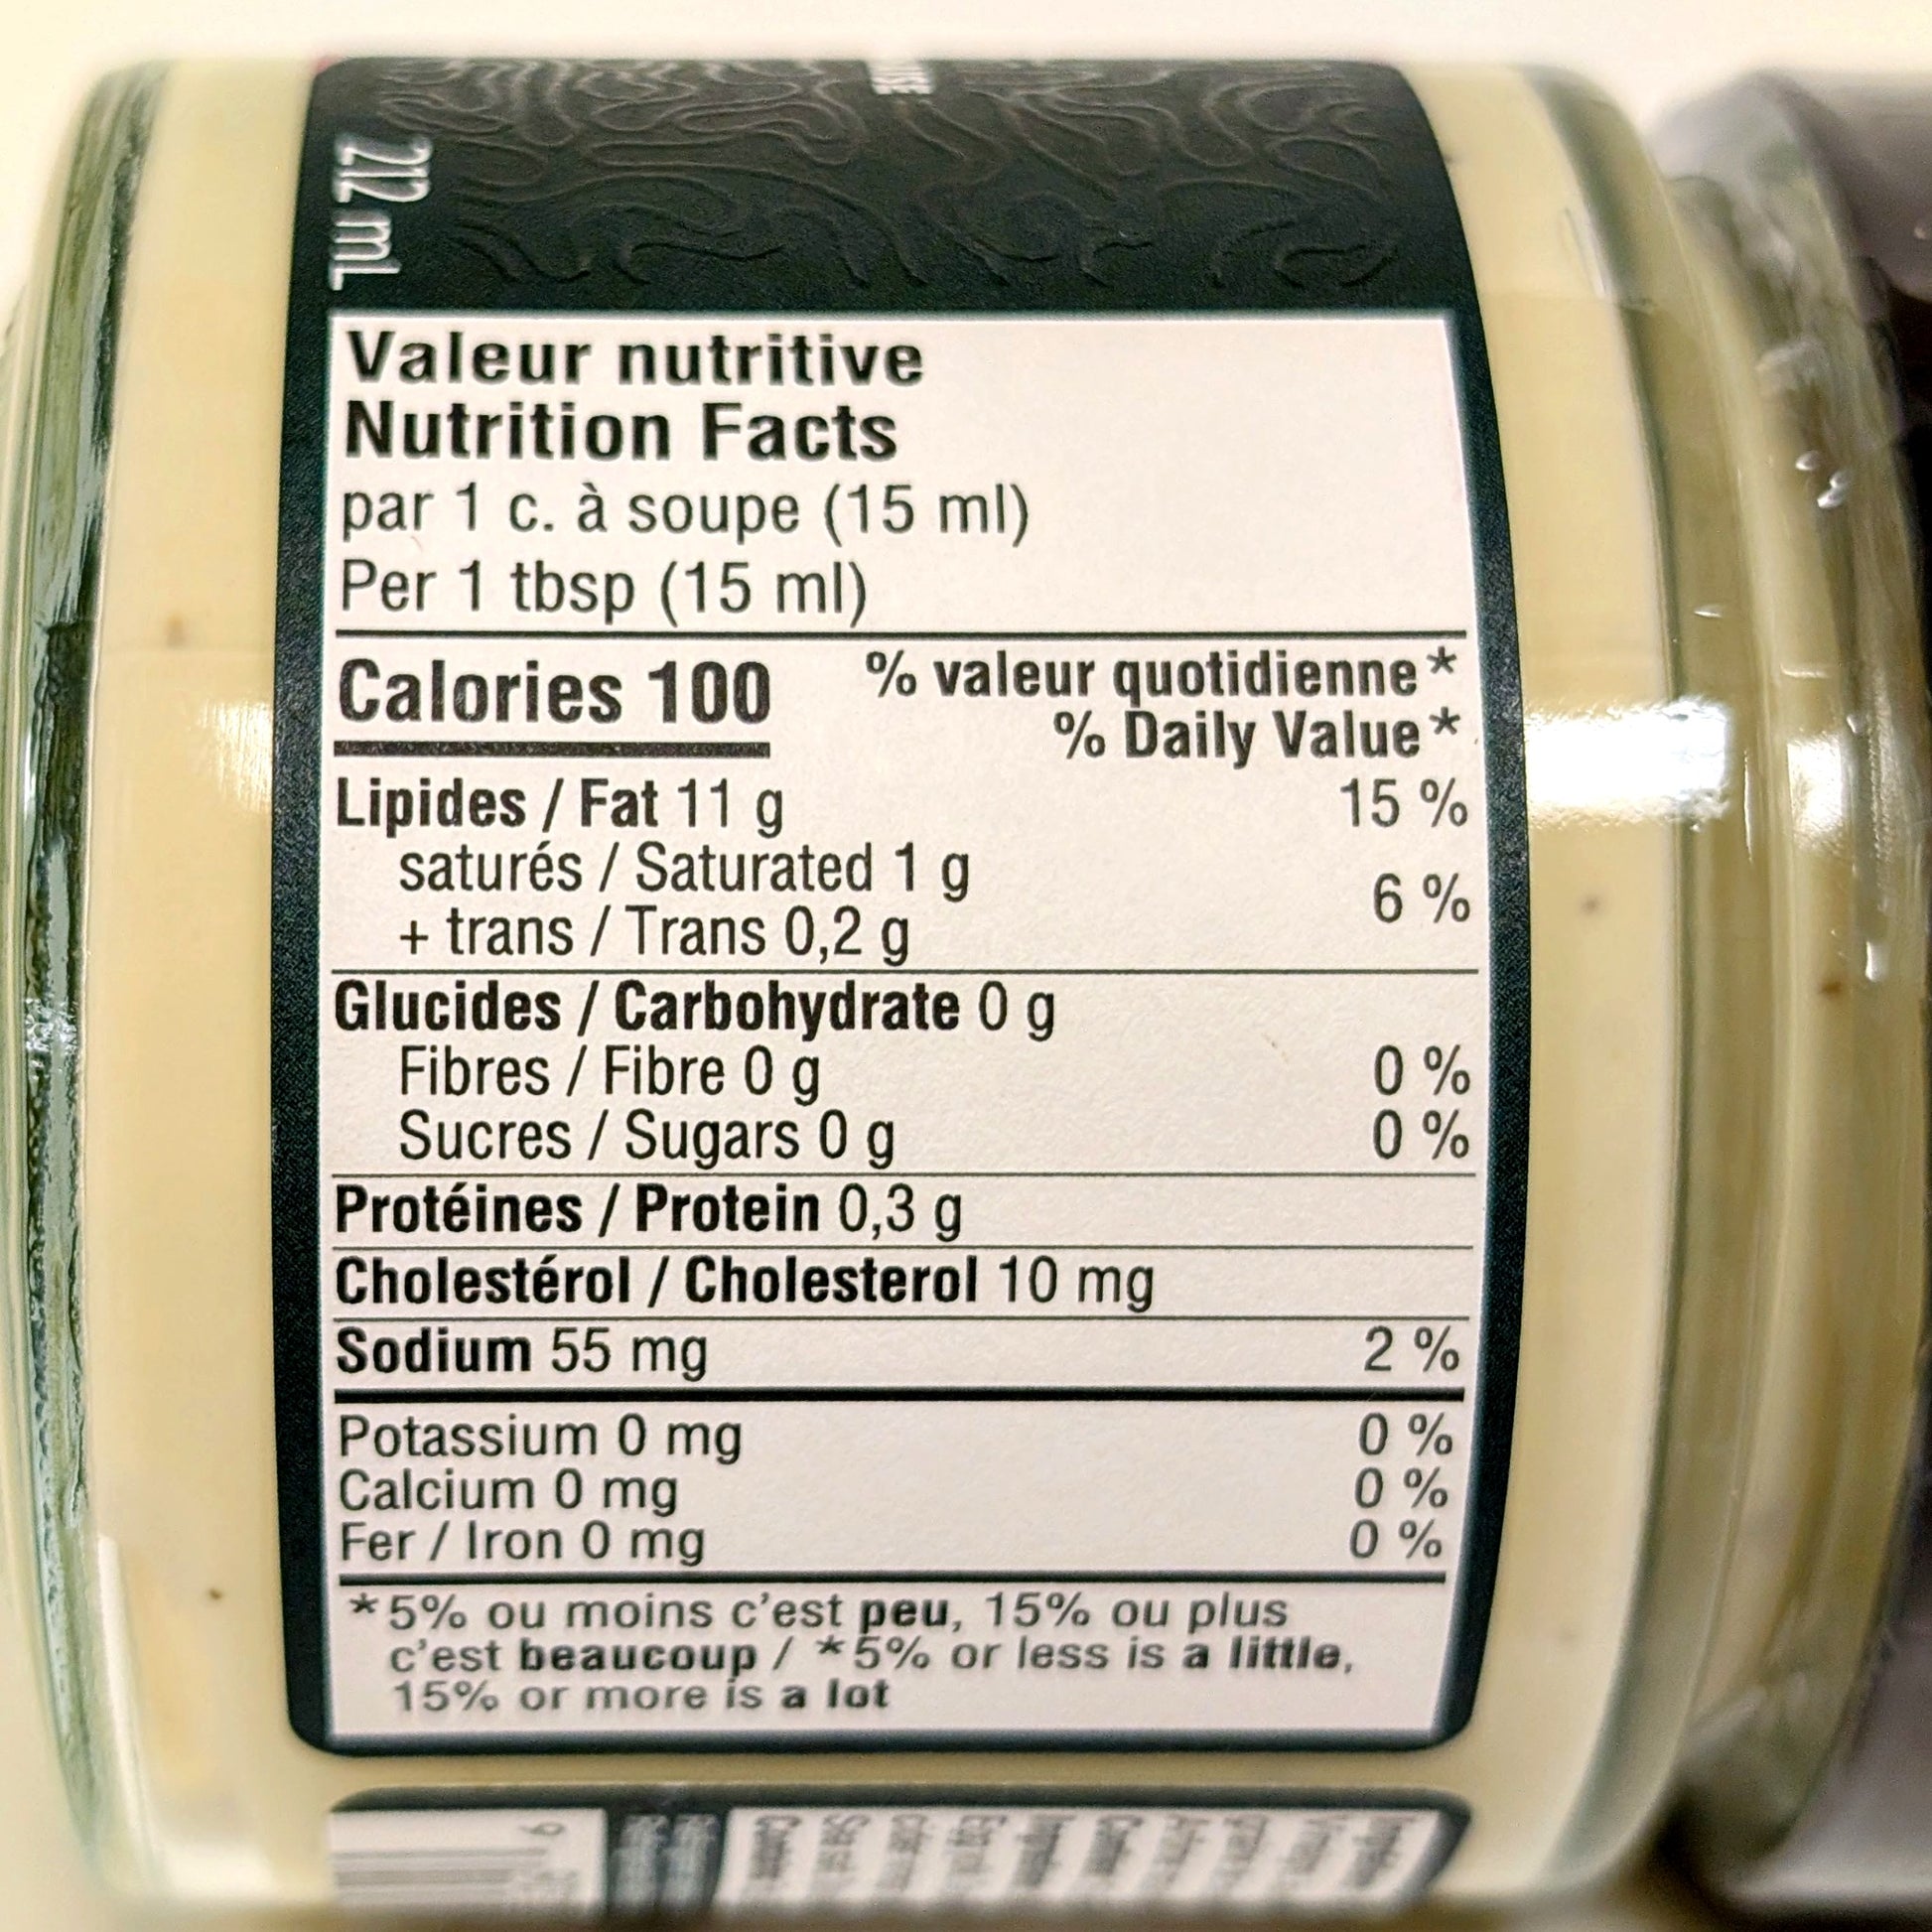 212 mL
Valeur nutritive
Nutrition Facts
par 1 c. à soupe (15 ml)
Per 1 tbsp (15 ml)
Calories 100
% valeur quotidienne*
% Daily Value*
Lipides / Fat 11 g 15 %
saturés / Saturated 1 g
+ trans / Trans 0,2 g
6 %
Glucides / Carbohydrate 0 g
Fibres / Fibre 0 g 0 %
Sucres / Sugars 0 g 0 %
Protéines / Protein 0,3 g
Cholestérol / Cholesterol 10 mg
Sodium 55 mg 2 %
Potassium 0 mg 0 %
Calcium 0 mg 0 %
Fer / Iron 0 mg 0 %
*5% ou moins c'est peu, 15% ou plus
c'est beaucoup / *5% or less is a little,
15% or more is a lot